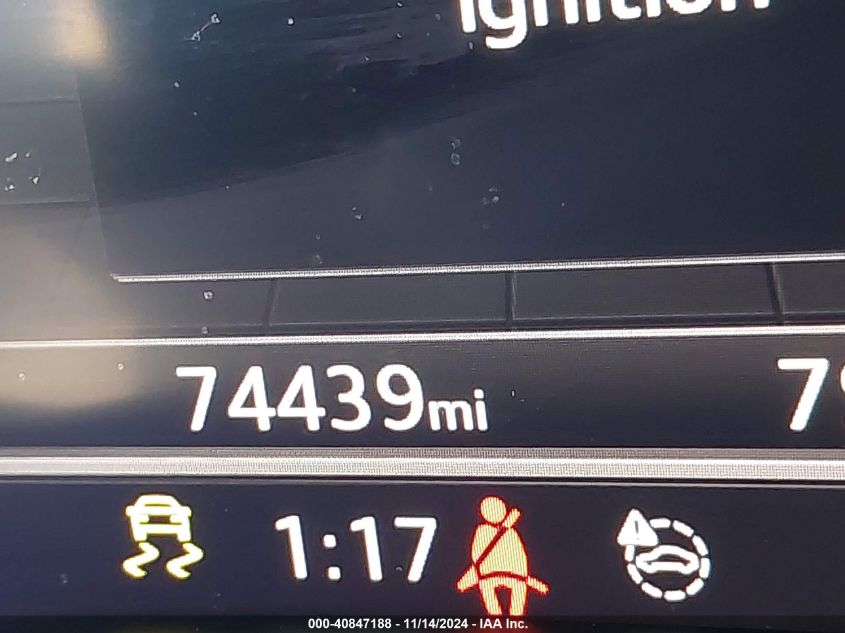 ignition
74439mi
1:17
000-40847188 - 11/14/2024 - IAA Inc.